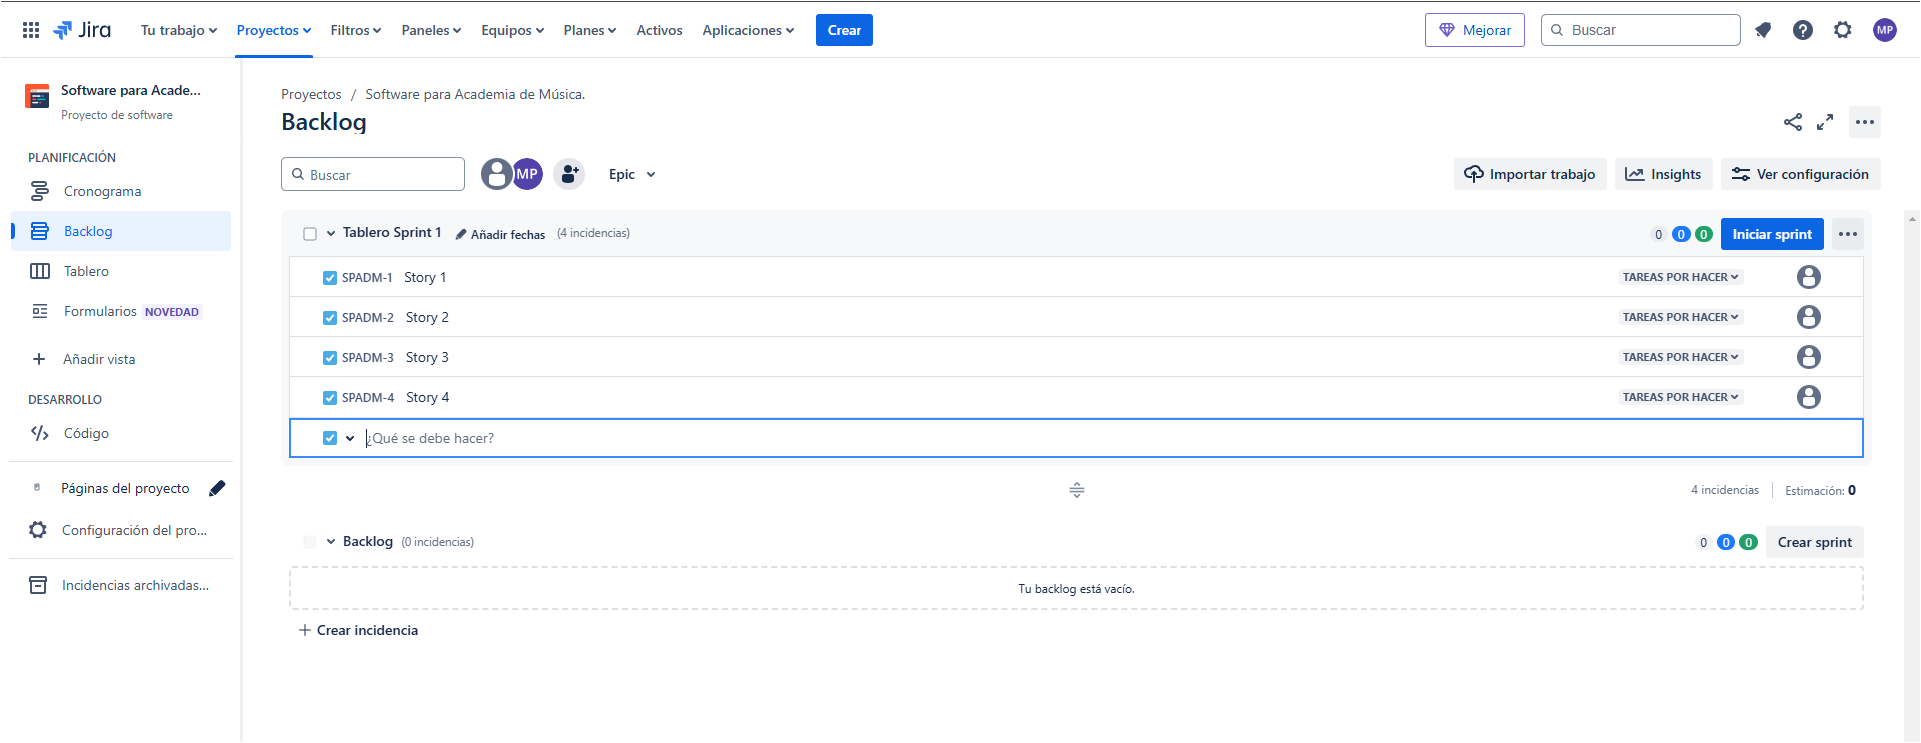 Jira Tu trabajo Proyectos Filtros Paneles Equipos Planes Activos Aplicaciones Crear Mejorar Buscar MP
Software para Acade...
Proyecto de software
PLANIFICACIÓN
Cronograma
Backlog
Tablero
Formularios NOVEDAD
Añadir vista
DESARROLLO
Código
Páginas del proyecto
Configuración del pro...
Incidencias archivadas...
Proyectos / Software para Academia de Música.
Backlog
Buscar MP Epic Importar trabajo Insights Ver configuración
Tablero Sprint 1 Añadir fechas (4 incidencias) 0 0 0 Iniciar sprint
SPADM-1 Story 1 TAREAS POR HACER
SPADM-2 Story 2 TAREAS POR HACER
SPADM-3 Story 3 TAREAS POR HACER
SPADM-4 Story 4 TAREAS POR HACER
¿Qué se debe hacer?
4 incidencias Estimación: 0
Backlog (0 incidencias) 0 0 0 Crear sprint
Tu backlog está vacío.
Crear incidencia